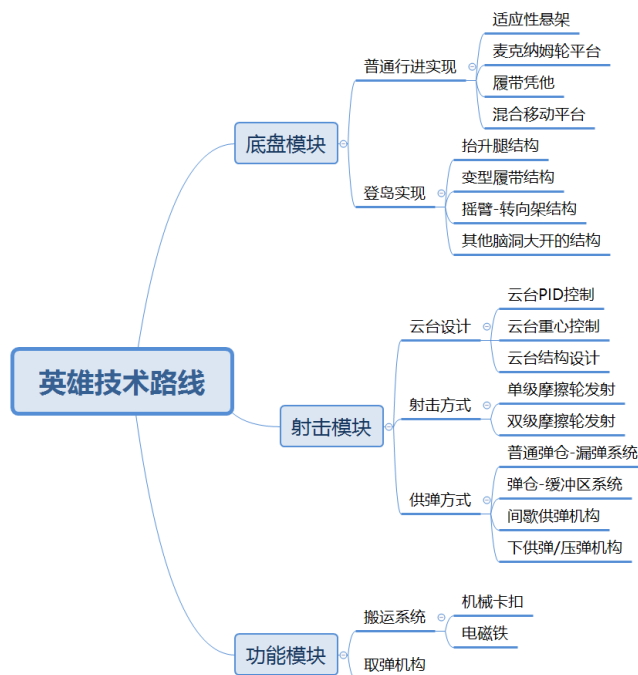 英雄技术路线
底盘模块
普通行进实现
适应性悬架
麦克纳姆轮平台
履带凭他
混合移动平台
登岛实现
抬升腿结构
变型履带结构
摇臂-转向架结构
其他脑洞大开的结构
射击模块
云台设计
云台PID控制
云台重心控制
云台结构设计
射击方式
单级摩擦轮发射
双级摩擦轮发射
供弹方式
普通弹仓-漏弹系统
弹仓-缓冲区系统
间歇供弹机构
下供弹/压弹机构
功能模块
搬运系统
机械卡扣
电磁铁
取弹机构